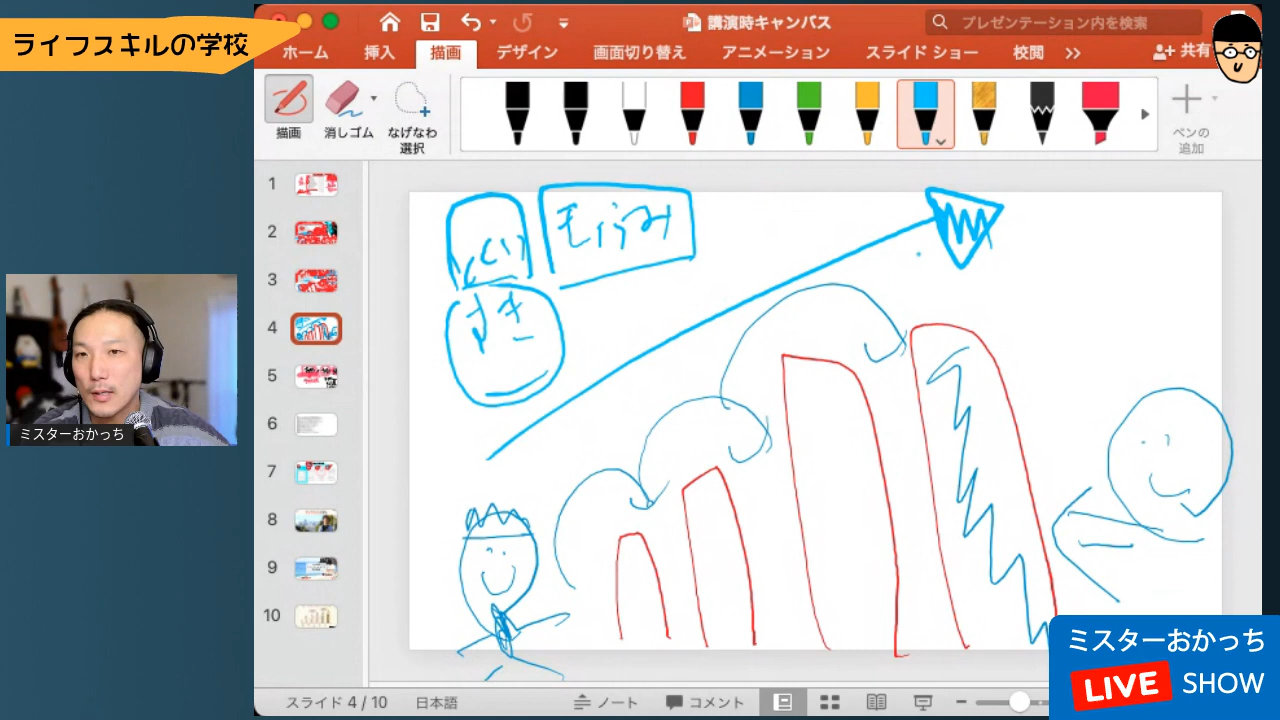 ライフスキルの学校
講演時キャンバス
プレゼンテーション内を検索
ホーム
挿入
描画
デザイン
画面切り替え
アニメーション
スライド ショー
校閲
共有
描画
消しゴム
なげなわ
選択
ペンの
追加
1
2
3
4
5
6
7
8
9
10
すき
ミスターおかっち
スライド 4 / 10
日本語
ノート
コメント
ミスターおかっち
LIVE SHOW